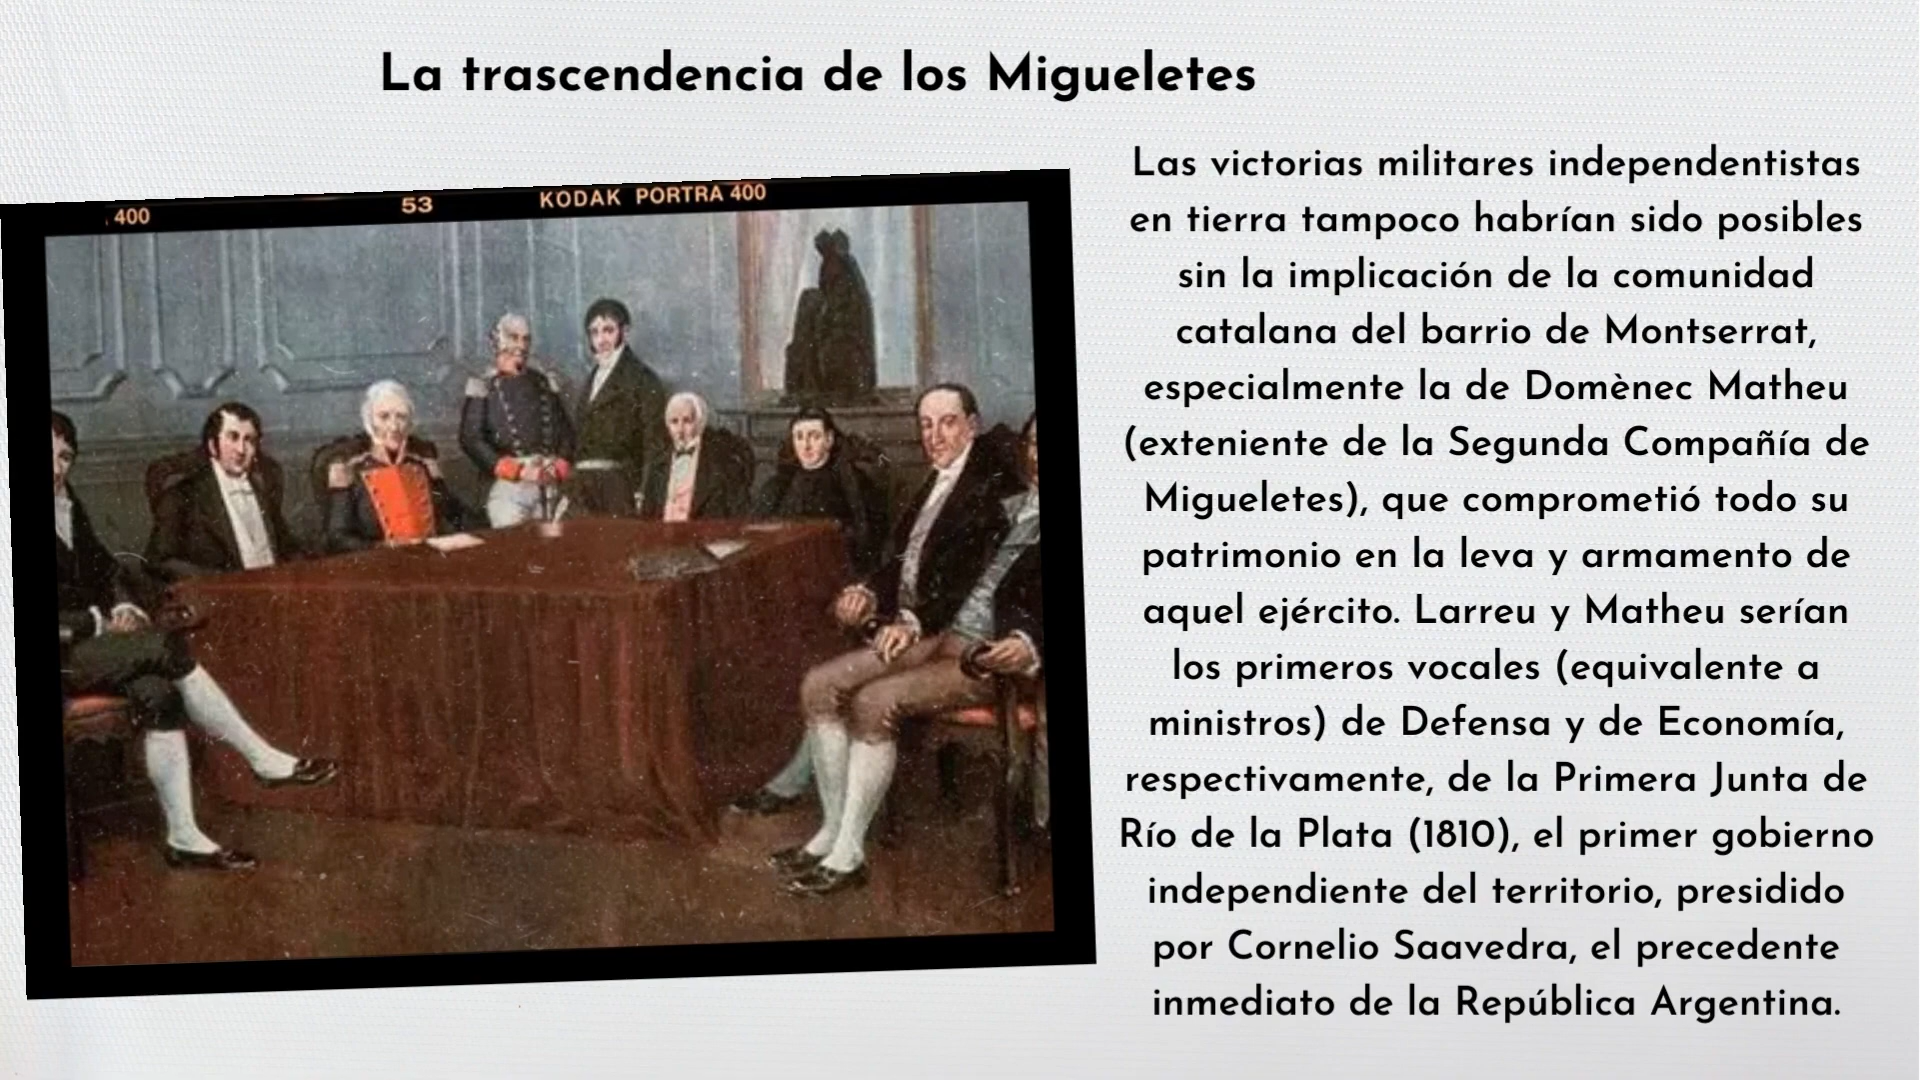 La trascendencia de los Migueletes
400
53
KODAK PORTRA 400
Las victorias militares independentistas
en tierra tampoco habrían sido posibles
sin la implicación de la comunidad
catalana del barrio de Montserrat,
especialmente la de Domènec Matheu
(exteniente de la Segunda Compañía de
Migueletes), que comprometió todo su
patrimonio en la leva y armamento de
aquel ejército. Larreu y Matheu serían
los primeros vocales (equivalente a
ministros) de Defensa y de Economía,
respectivamente, de la Primera Junta de
Río de la Plata (1810), el primer gobierno
independiente del territorio, presidido
por Cornelio Saavedra, el precedente
inmediato de la República Argentina.